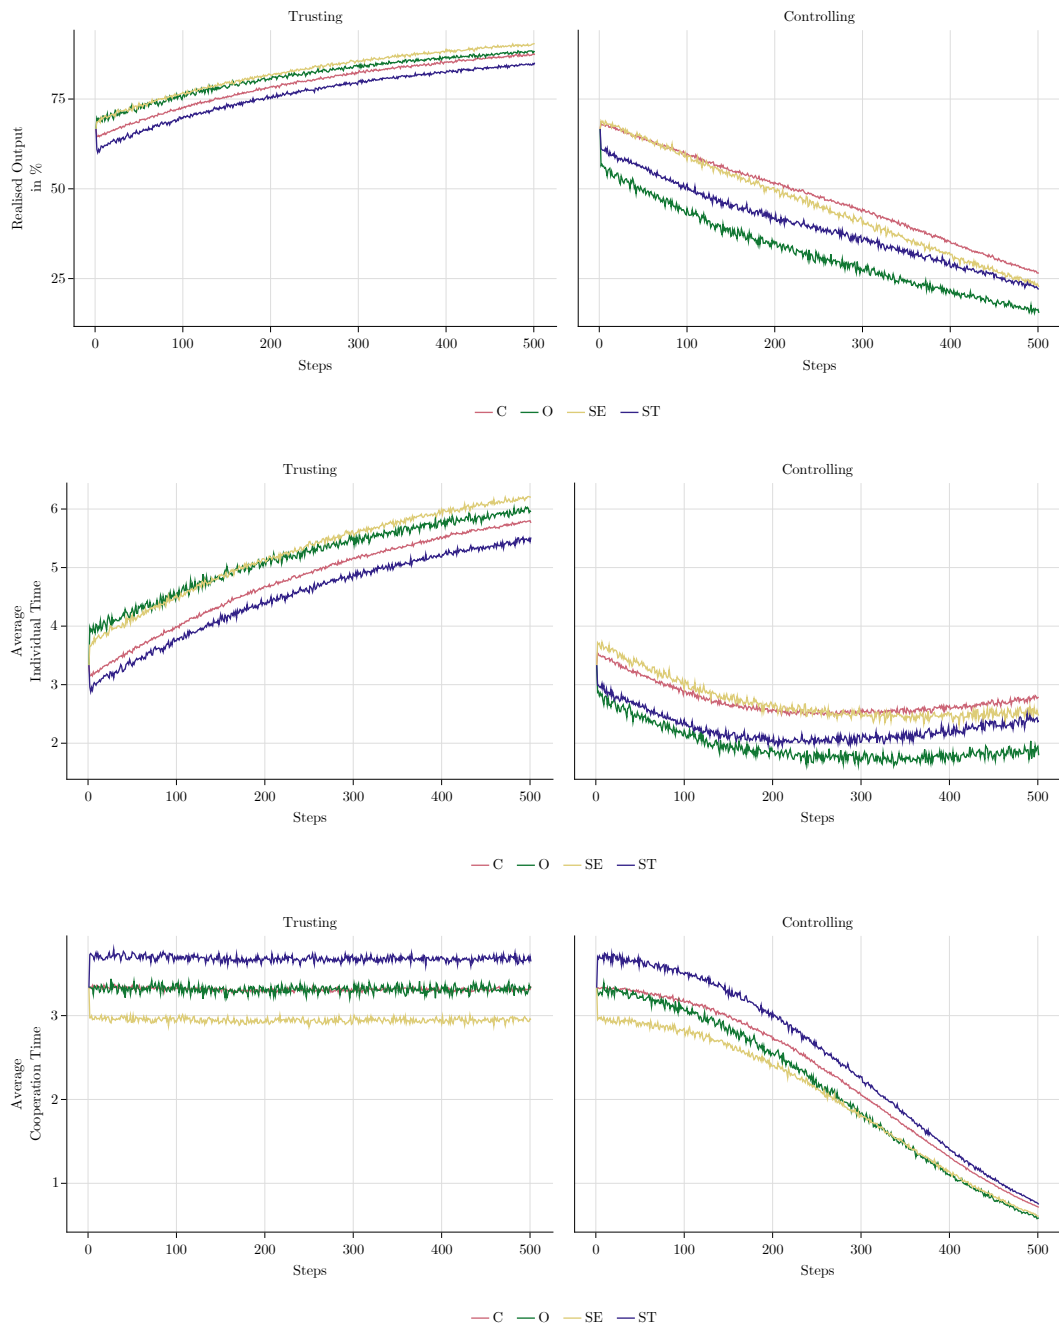 Trusting
Controlling
Realised Output
in %
75
50
25
0 100 200 300 400 500
0 100 200 300 400 500
Steps
Steps
C O SE ST
Trusting
Controlling
Average
Individual Time
6
5
4
3
2
0 100 200 300 400 500
0 100 200 300 400 500
Steps
Steps
C O SE ST
Trusting
Controlling
Average
Cooperation Time
3
2
1
0 100 200 300 400 500
0 100 200 300 400 500
Steps
Steps
C O SE ST